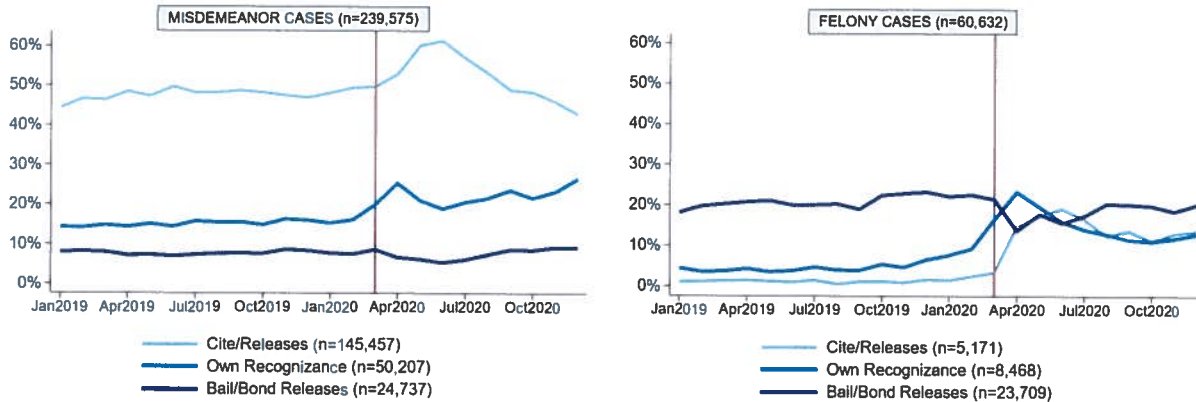 MISDEMEANOR CASES (n=239,575)
60%
50%
40%
30%
20%
10%
0%
Jan2019 Apr2019 Jul2019 Oct2019 Jan2020 Apr2020 Jul2020 Oct2020
Cite/Releases (n=145,457)
Own Recognizance (n=50,207)
Bail/Bond Releases (n=24,737)
FELONY CASES (n=60,632)
60%
50%
40%
30%
20%
10%
0%
Jan2019 Apr2019 Jul2019 Oct2019 Jan2020 Apr2020 Jul2020 Oct2020
Cite/Releases (n=5,171)
Own Recognizance (n=8,468)
Bail/Bond Releases (n=23,709)